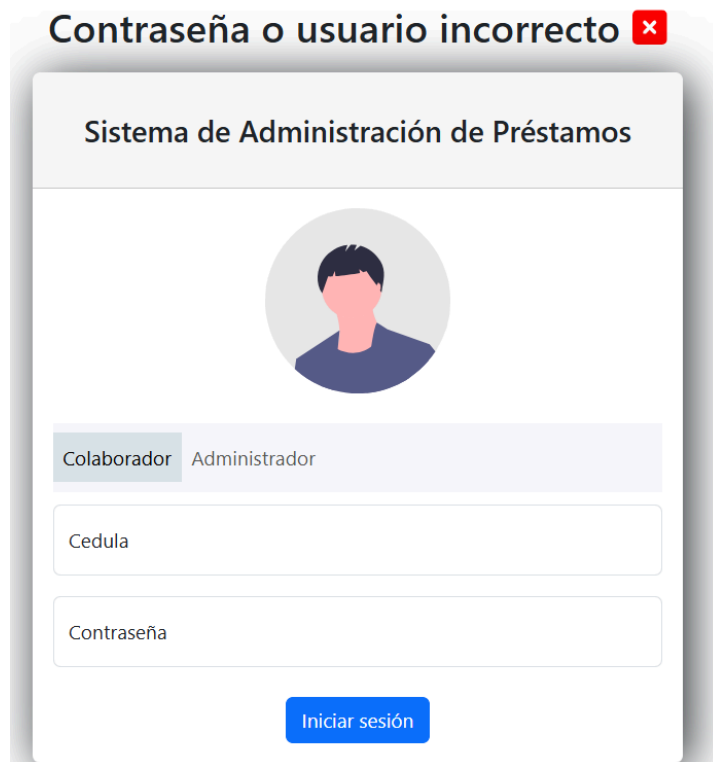 Contraseña o usuario incorrecto
Sistema de Administración de Préstamos
Colaborador Administrador
Cedula
Contraseña
Iniciar sesión